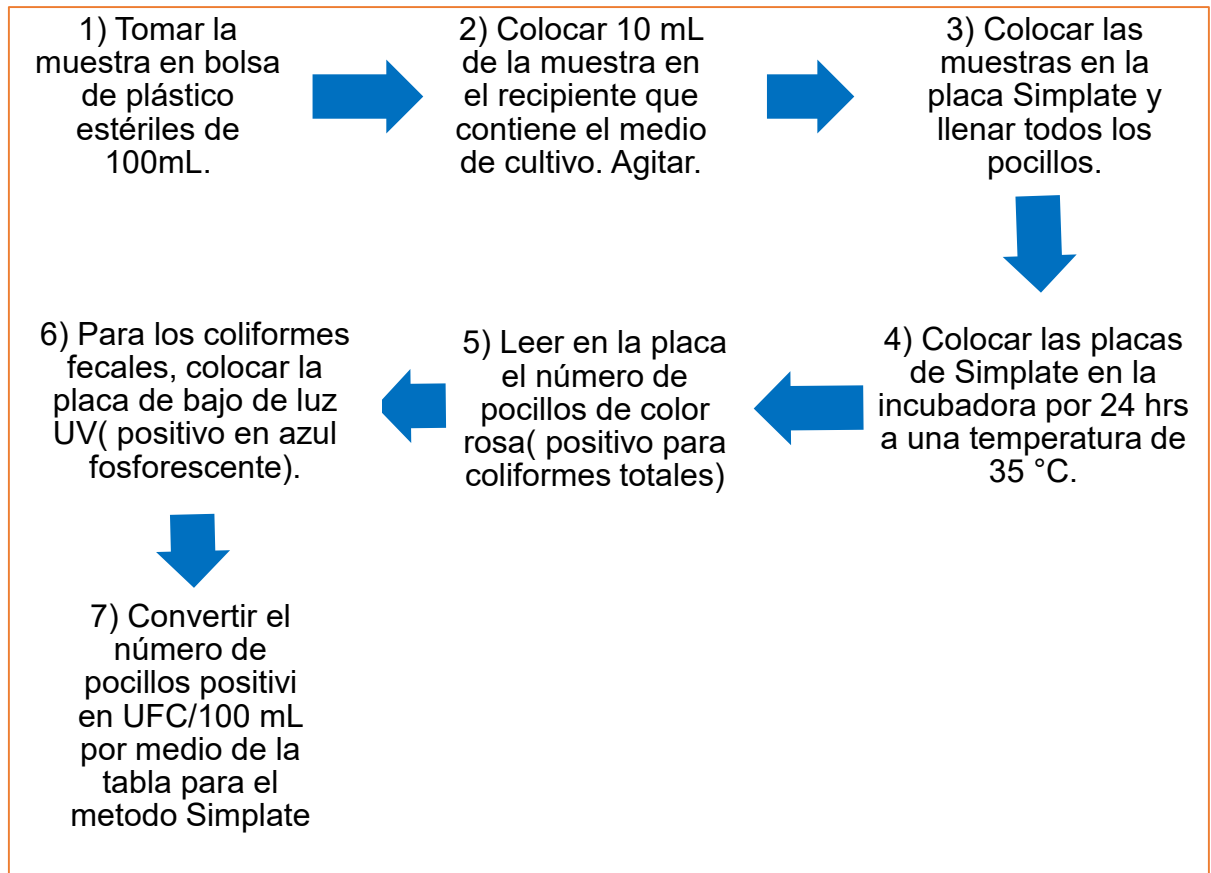 1) Tomar la
muestra en bolsa
de plástico
estériles de
100mL.
2) Colocar 10 mL
de la muestra en
el recipiente que
contiene el medio
de cultivo. Agitar.
3) Colocar las
muestras en la
placa Simplate y
llenar todos los
pocillos.
4) Colocar las placas
de Simplate en la
incubadora por 24 hrs
a una temperatura de
35 °C.
5) Leer en la placa
el número de
pocillos de color
rosa( positivo para
coliformes totales)
6) Para los coliformes
fecales, colocar la
placa de bajo de luz
UV( positivo en azul
fosforescente).
7) Convertir el
número de
pocillos positivi
en UFC/100 mL
por medio de la
tabla para el
metodo Simplate